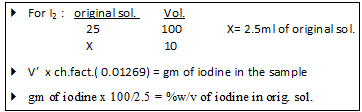 ▶ For I₂ : original sol. Vol.
25 100 X= 2.5ml of original sol.
X 10
▶ V′ x ch.fact.( 0.01269) = gm of iodine in the sample
▶ gm of iodine x 100/2.5 = %w/v of iodine in orig. sol.